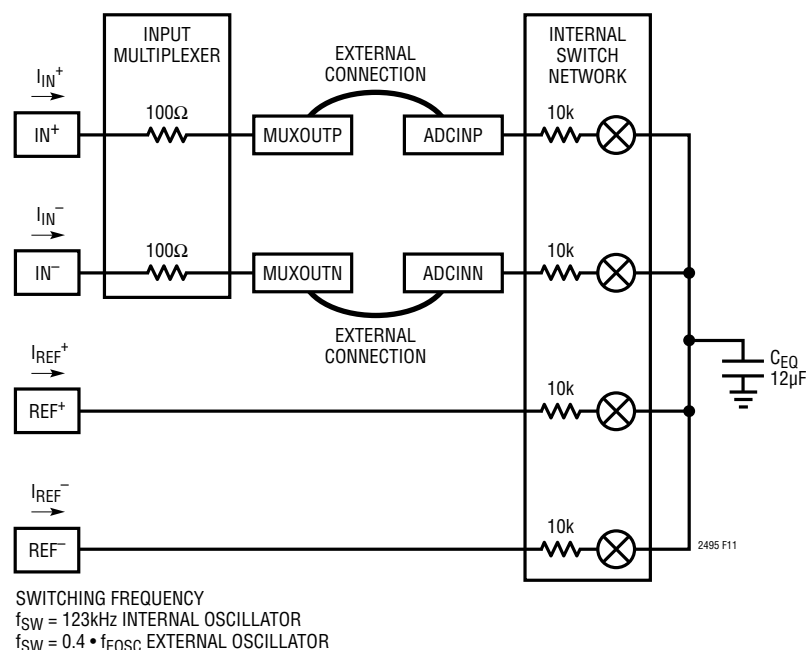 INPUT
MULTIPLEXER
INTERNAL
SWITCH
NETWORK
EXTERNAL
CONNECTION
IIN+
IN+
100Ω
MUXOUTP
ADCINP
10k
IIN−
IN−
100Ω
MUXOUTN
ADCINN
10k
EXTERNAL
CONNECTION
IREF+
REF+
10k
CEQ
12µF
IREF−
REF−
10k
2495 F11
SWITCHING FREQUENCY
fSW = 123kHz INTERNAL OSCILLATOR
fSW = 0.4 • fEOSC EXTERNAL OSCILLATOR